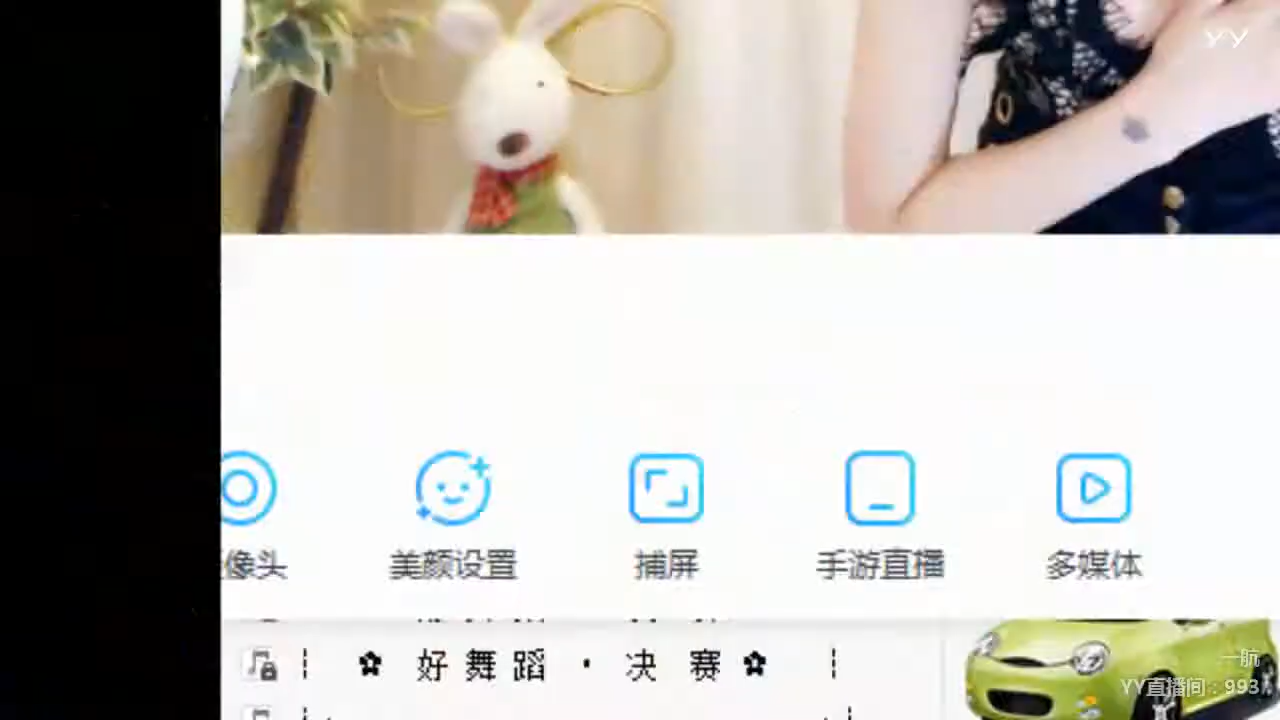 YY
像头 美颜设置 捕屏 手游直播 多媒体
✿ 好舞蹈·决赛✿
一航
YY直播间：993